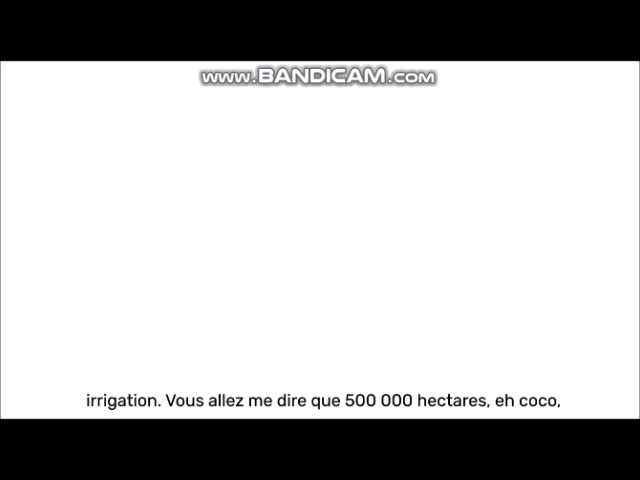 www.BANDICAM.com
irrigation. Vous allez me dire que 500 000 hectares, eh coco,